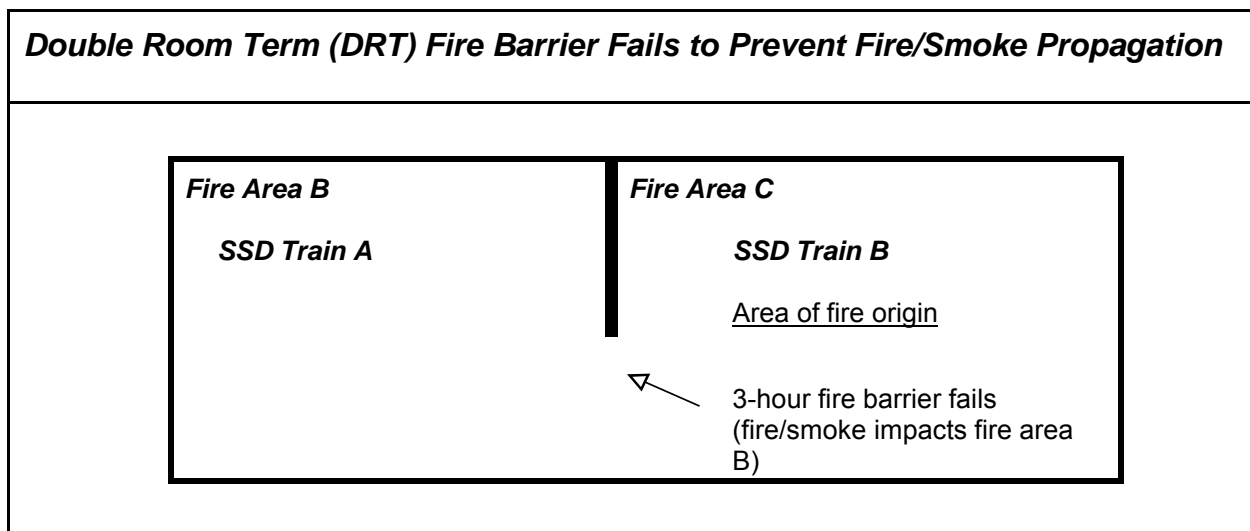 Double Room Term (DRT) Fire Barrier Fails to Prevent Fire/Smoke Propagation
Fire Area B
SSD Train A
Fire Area C
SSD Train B
Area of fire origin
3-hour fire barrier fails
(fire/smoke impacts fire area
B)